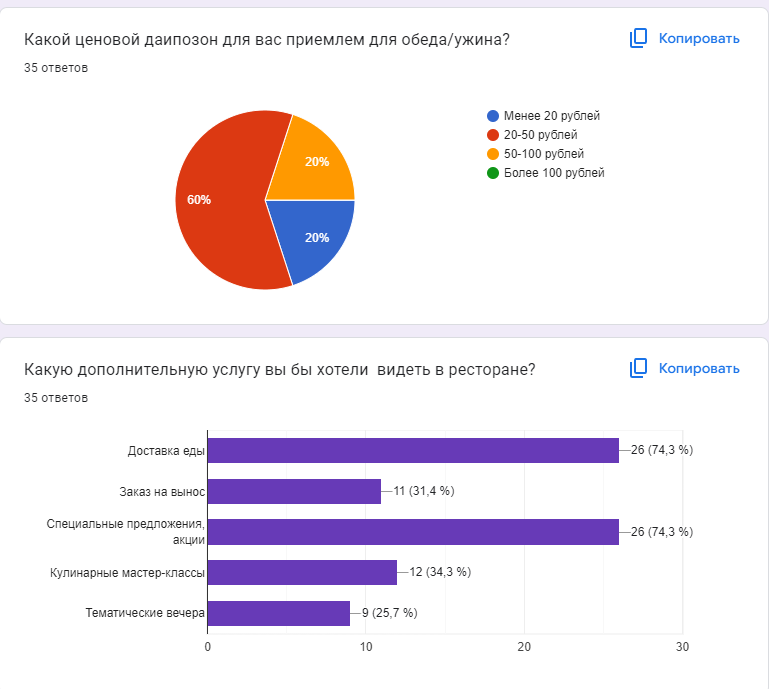 Какой ценовой даипозон для вас приемлем для обеда/ужина?
Копировать
35 ответов
Менее 20 рублей
20-50 рублей
50-100 рублей
Более 100 рублей
20%
60%
20%
Какую дополнительную услугу вы бы хотели  видеть в ресторане?
Копировать
35 ответов
Доставка еды
26 (74,3 %)
Заказ на вынос
11 (31,4 %)
Специальные предложения,
акции
26 (74,3 %)
Кулинарные мастер-классы
12 (34,3 %)
Тематические вечера
9 (25,7 %)
0 10 20 30